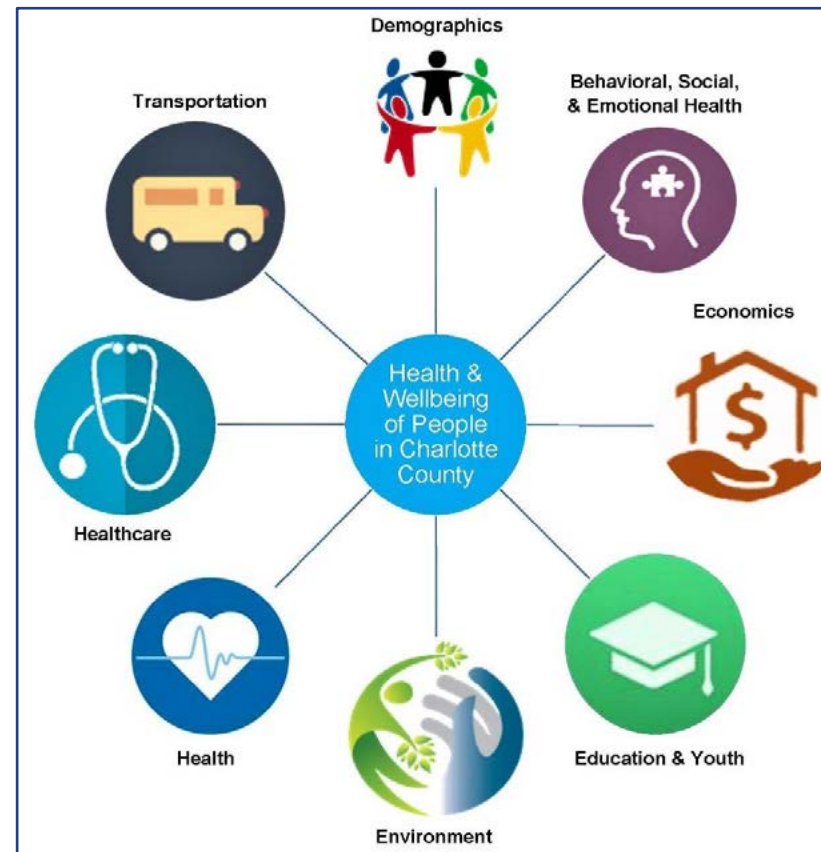 Demographics
Behavioral, Social,
& Emotional Health
Transportation
Economics
$
Health &
Wellbeing
of People
in Charlotte
County
Healthcare
Health
Education & Youth
Environment